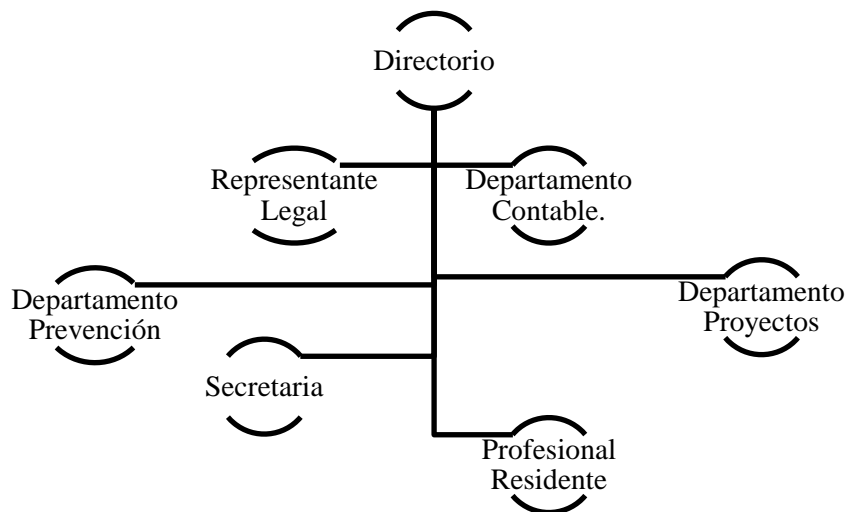 Directorio
Representante
Legal
Departamento
Contable.
Departamento
Prevención
Departamento
Proyectos
Secretaria
Profesional
Residente